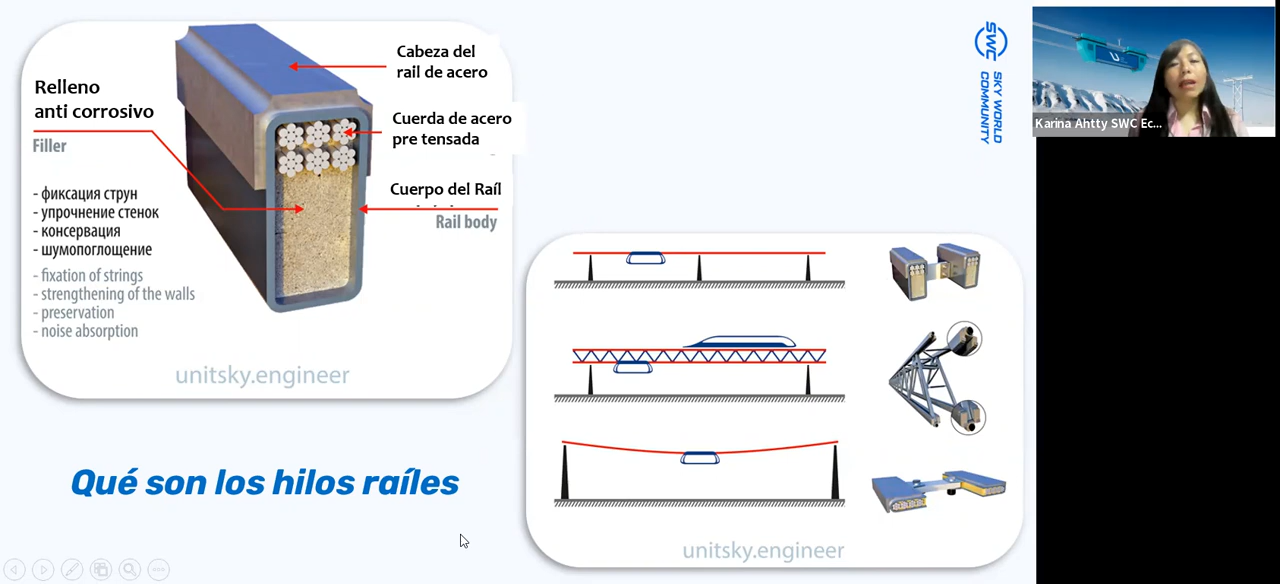 Cabeza del
rail de acero
Relleno
anti corrosivo
Cuerda de acero
pre tensada
Filler
Cuerpo del Raíl
Rail body
- фиксация струн
- упрочнение стенок
- консервация
- шумопоглощение
- fixation of strings
- strengthening of the walls
- preservation
- noise absorption
unitsky.engineer
Qué son los hilos raíles
unitsky.engineer
SWC
SKY WORLD
COMMUNITY
Karina Ahtty SWC Ec...